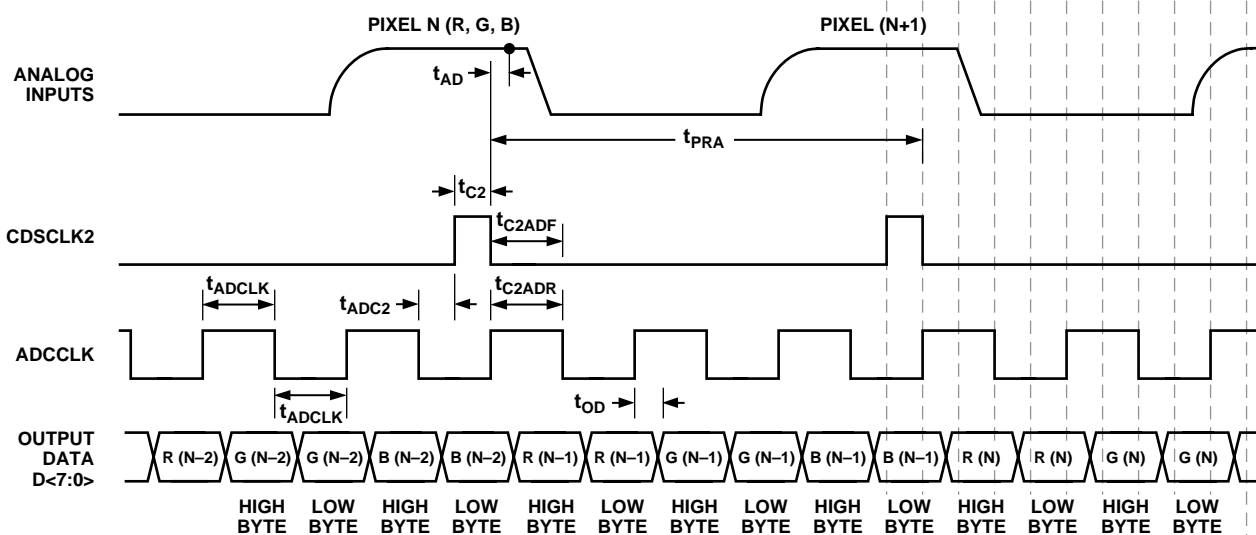 PIXEL N (R, G, B)
PIXEL (N+1)
ANALOG
INPUTS
tAD
tPRA
tC2
CDSCLK2
tC2ADF
tADCLK
tADC2
tC2ADR
ADCCLK
tADCLK
tOD
OUTPUT
DATA
D<7:0>
R (N–2) G (N–2) G (N–2) B (N–2) B (N–2) R (N–1) R (N–1) G (N–1) G (N–1) B (N–1) B (N–1) R (N) R (N) G (N) G (N)
HIGH LOW HIGH LOW HIGH LOW HIGH LOW HIGH LOW HIGH LOW HIGH LOW
BYTE BYTE BYTE BYTE BYTE BYTE BYTE BYTE BYTE BYTE BYTE BYTE BYTE BYTE